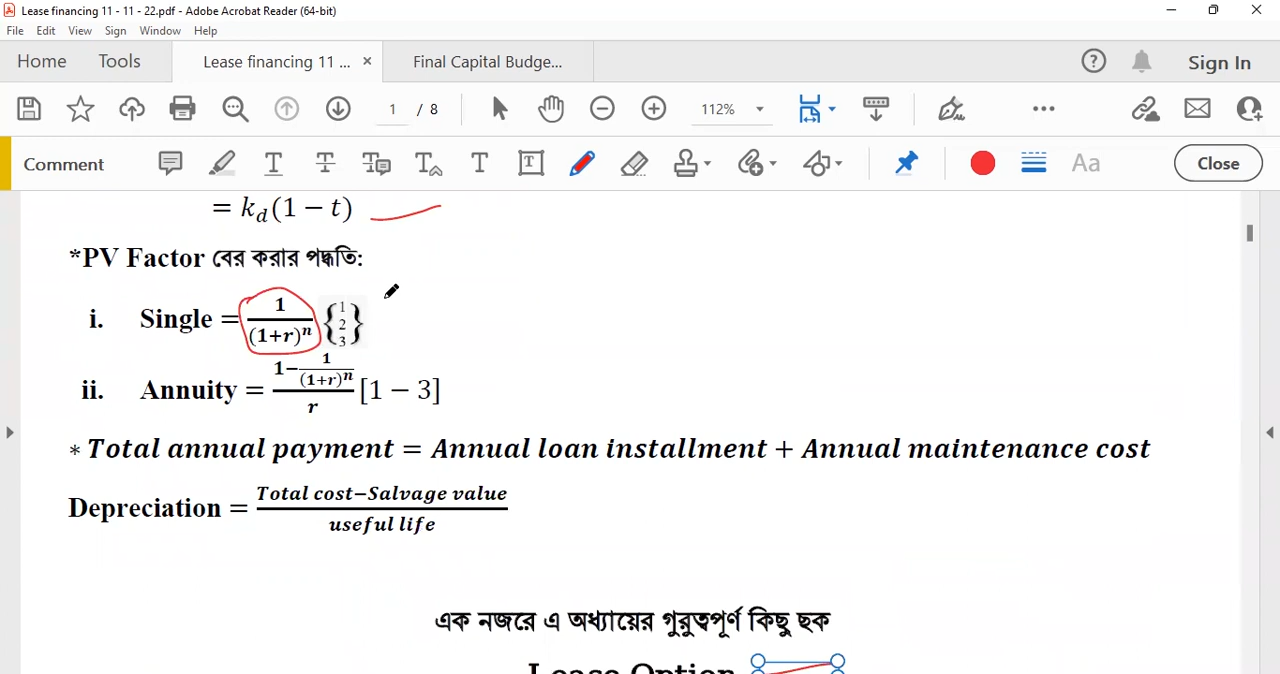 Lease financing 11 - 11 - 22.pdf - Adobe Acrobat Reader (64-bit)
File Edit View Sign Window Help
Home Tools Lease financing 11 ... × Final Capital Budge... Sign In
1 / 8 112%
Comment Aa Close
= k_d(1 − t)
*PV Factor বের করার পদ্ধতি:
i. Single = 1/(1+r)^n {1 2 3}
ii. Annuity = (1−1/(1+r)^n)/r [1 − 3]
* Total annual payment = Annual loan installment + Annual maintenance cost
Depreciation = (Total cost−Salvage value)/(useful life)
এক নজরে এ অধ্যায়ের গুরুত্বপূর্ণ কিছু ছক
Lease Option